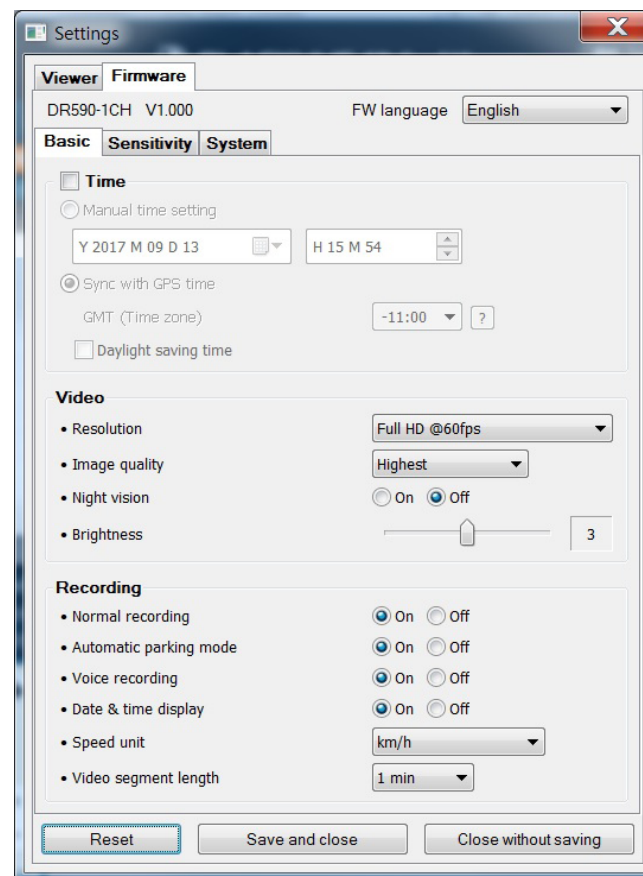 Settings
Viewer Firmware
DR590-1CH V1.000 FW language English
Basic Sensitivity System
Time
Manual time setting
Y 2017 M 09 D 13 H 15 M 54
Sync with GPS time
GMT (Time zone) -11:00 ?
Daylight saving time
Video
• Resolution Full HD @60fps
• Image quality Highest
• Night vision On Off
• Brightness 3
Recording
• Normal recording On Off
• Automatic parking mode On Off
• Voice recording On Off
• Date & time display On Off
• Speed unit km/h
• Video segment length 1 min
Reset Save and close Close without saving